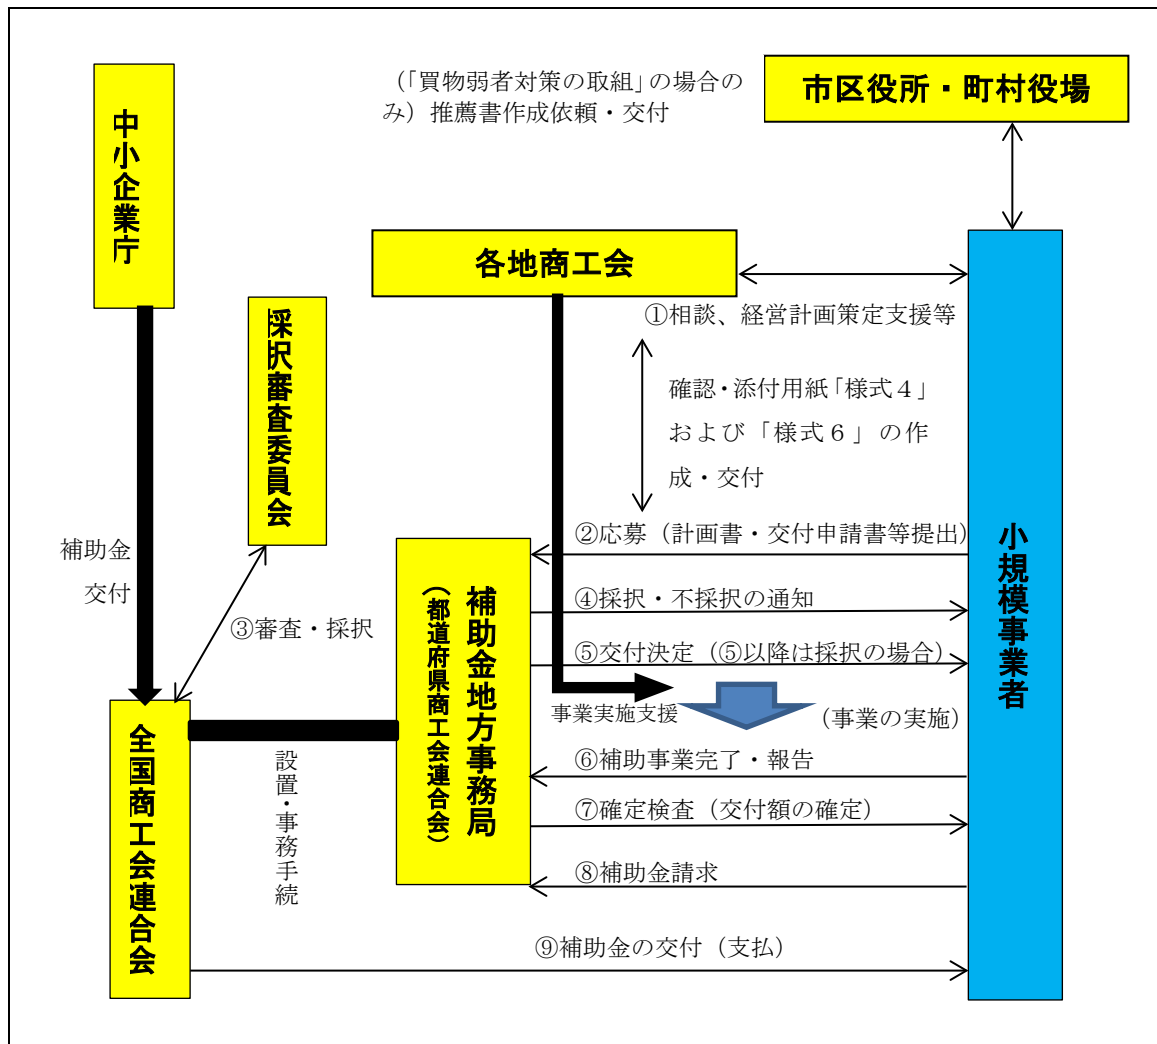 （「買物弱者対策の取組」の場合の
み）推薦書作成依頼・交付
市区役所・町村役場
中小企業庁
各地商工会
採択審査委員会
①相談、経営計画策定支援等
確認・添付用紙「様式４」
および「様式６」の作
成・交付
補助金
交付
③審査・採択
②応募（計画書・交付申請書等提出）
④採択・不採択の通知
⑤交付決定（⑤以降は採択の場合）
事業実施支援
（事業の実施）
小規模事業者
補助金地方事務局
（都道府県商工会連合会）
全国商工会連合会
設置・事務手続
⑥補助事業完了・報告
⑦確定検査（交付額の確定）
⑧補助金請求
⑨補助金の交付（支払）